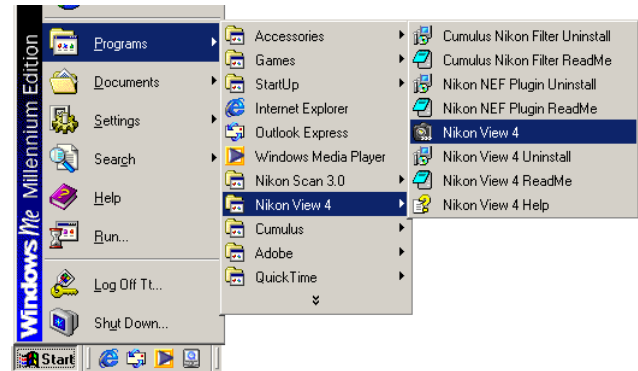 Windows Me Millennium Edition
Programs
Documents
Settings
Search
Help
Run...
Log Off Tt...
Shut Down...
Start
Accessories
Games
StartUp
Internet Explorer
Outlook Express
Windows Media Player
Nikon Scan 3.0
Nikon View 4
Cumulus
Adobe
QuickTime
Cumulus Nikon Filter Uninstall
Cumulus Nikon Filter ReadMe
Nikon NEF Plugin Uninstall
Nikon NEF Plugin ReadMe
Nikon View 4
Nikon View 4 Uninstall
Nikon View 4 ReadMe
Nikon View 4 Help